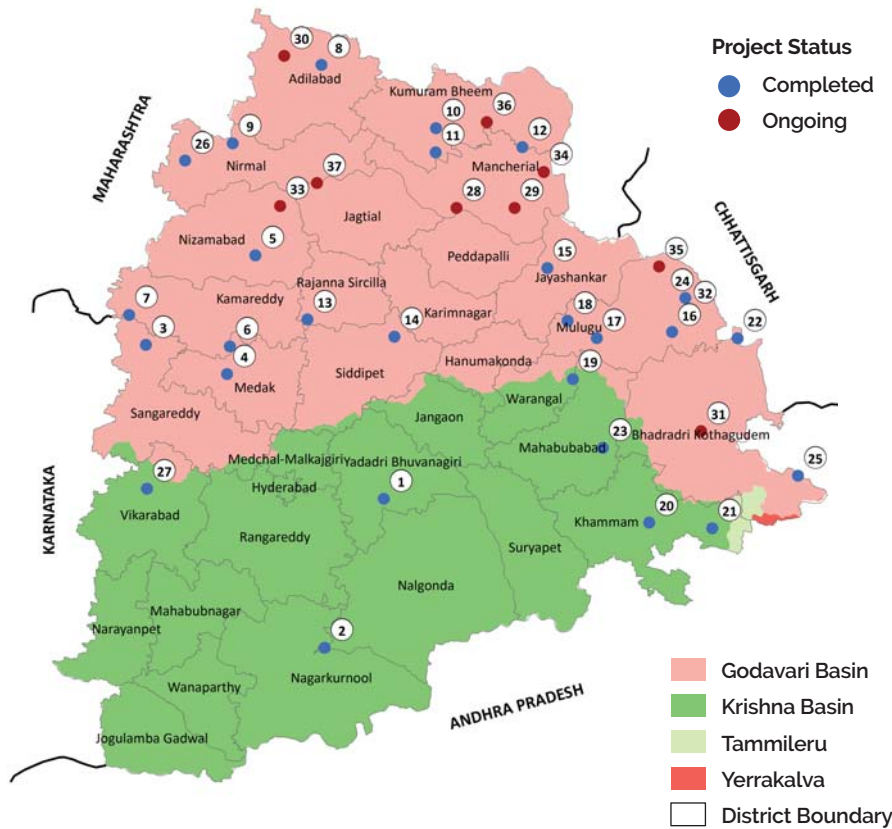 Project Status
Completed
Ongoing
30
8
Adilabad
Kumuram Bheem
10
36
11
12
9
26
Nirmal
Mancherial
34
MAHARASHTRA
37
33
28
29
Jagtial
CHHATTISGARH
Nizamabad
5
Peddapalli
15
35
Jayashankar
24
32
7
Kamareddy
Rajanna Sircilla
13
Karimnagar
18
17
16
22
3
6
14
Mulugu
4
Medak
Siddipet
Hanumakonda
19
Sangareddy
Jangaon
Warangal
31
Mahabubabad
23
Bhadradri Kothagudem
Medchal-Malkajgiri
Yadadri Bhuvanagiri
25
27
Hyderabad
1
KARNATAKA
Vikarabad
Khammam
20
21
Rangareddy
Suryapet
Nalgonda
Mahabubnagar
Narayanpet
2
Nagarkurnool
Wanaparthy
ANDHRA PRADESH
Jogulamba Gadwal
Godavari Basin
Krishna Basin
Tammileru
Yerrakalva
District Boundary